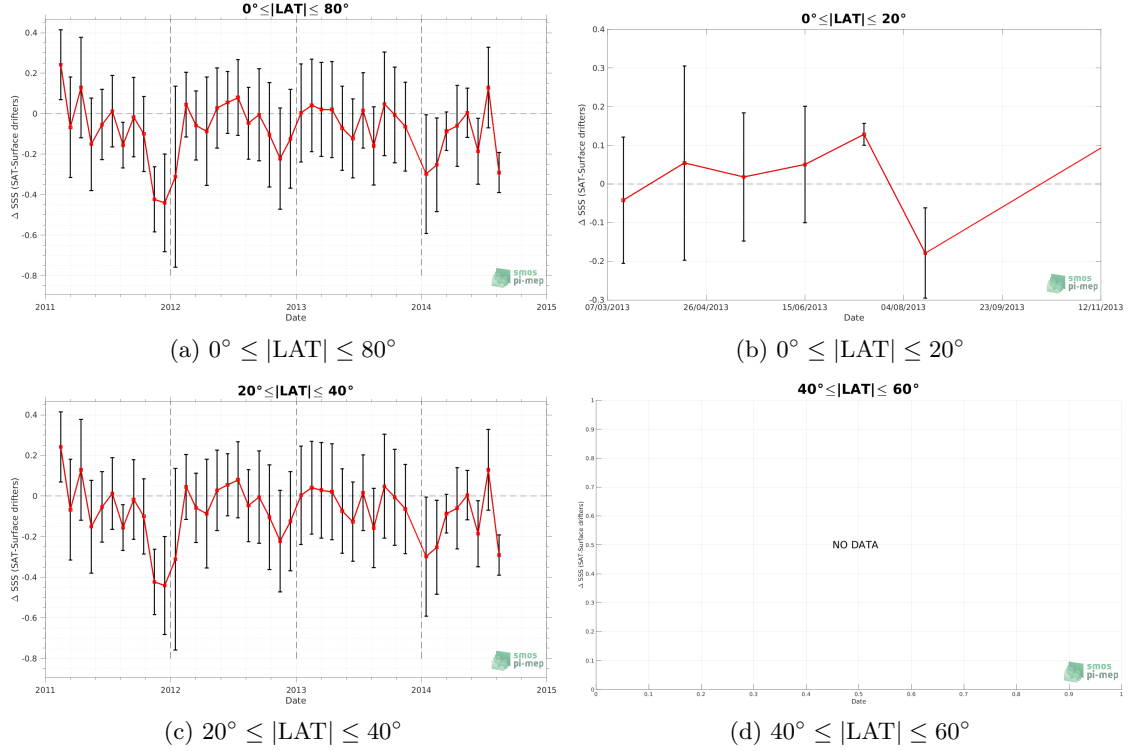 0°≤|LAT|≤ 80°
0.4
0.2
0
-0.2
-0.4
-0.6
-0.8
Δ SSS (SAT-Surface drifters)
2011
2012
2013
2014
2015
Date
smos
pi-mep
(a) 0° ≤ |LAT| ≤ 80°
0°≤|LAT|≤ 20°
0.4
0.3
0.2
0.1
0
-0.1
-0.2
-0.3
Δ SSS (SAT-Surface drifters)
07/03/2013
26/04/2013
15/06/2013
04/08/2013
23/09/2013
12/11/2013
Date
smos
pi-mep
(b) 0° ≤ |LAT| ≤ 20°
20°≤|LAT|≤ 40°
0.4
0.2
0
-0.2
-0.4
-0.6
-0.8
Δ SSS (SAT-Surface drifters)
2011
2012
2013
2014
2015
Date
smos
pi-mep
(c) 20° ≤ |LAT| ≤ 40°
40°≤|LAT|≤ 60°
1
0.9
0.8
0.7
0.6
0.5
0.4
0.3
0.2
0.1
0
Δ SSS (SAT-Surface drifters)
NO DATA
0
0.1
0.2
0.3
0.4
0.5
0.6
0.7
0.8
0.9
1
Date
smos
pi-mep
(d) 40° ≤ |LAT| ≤ 60°